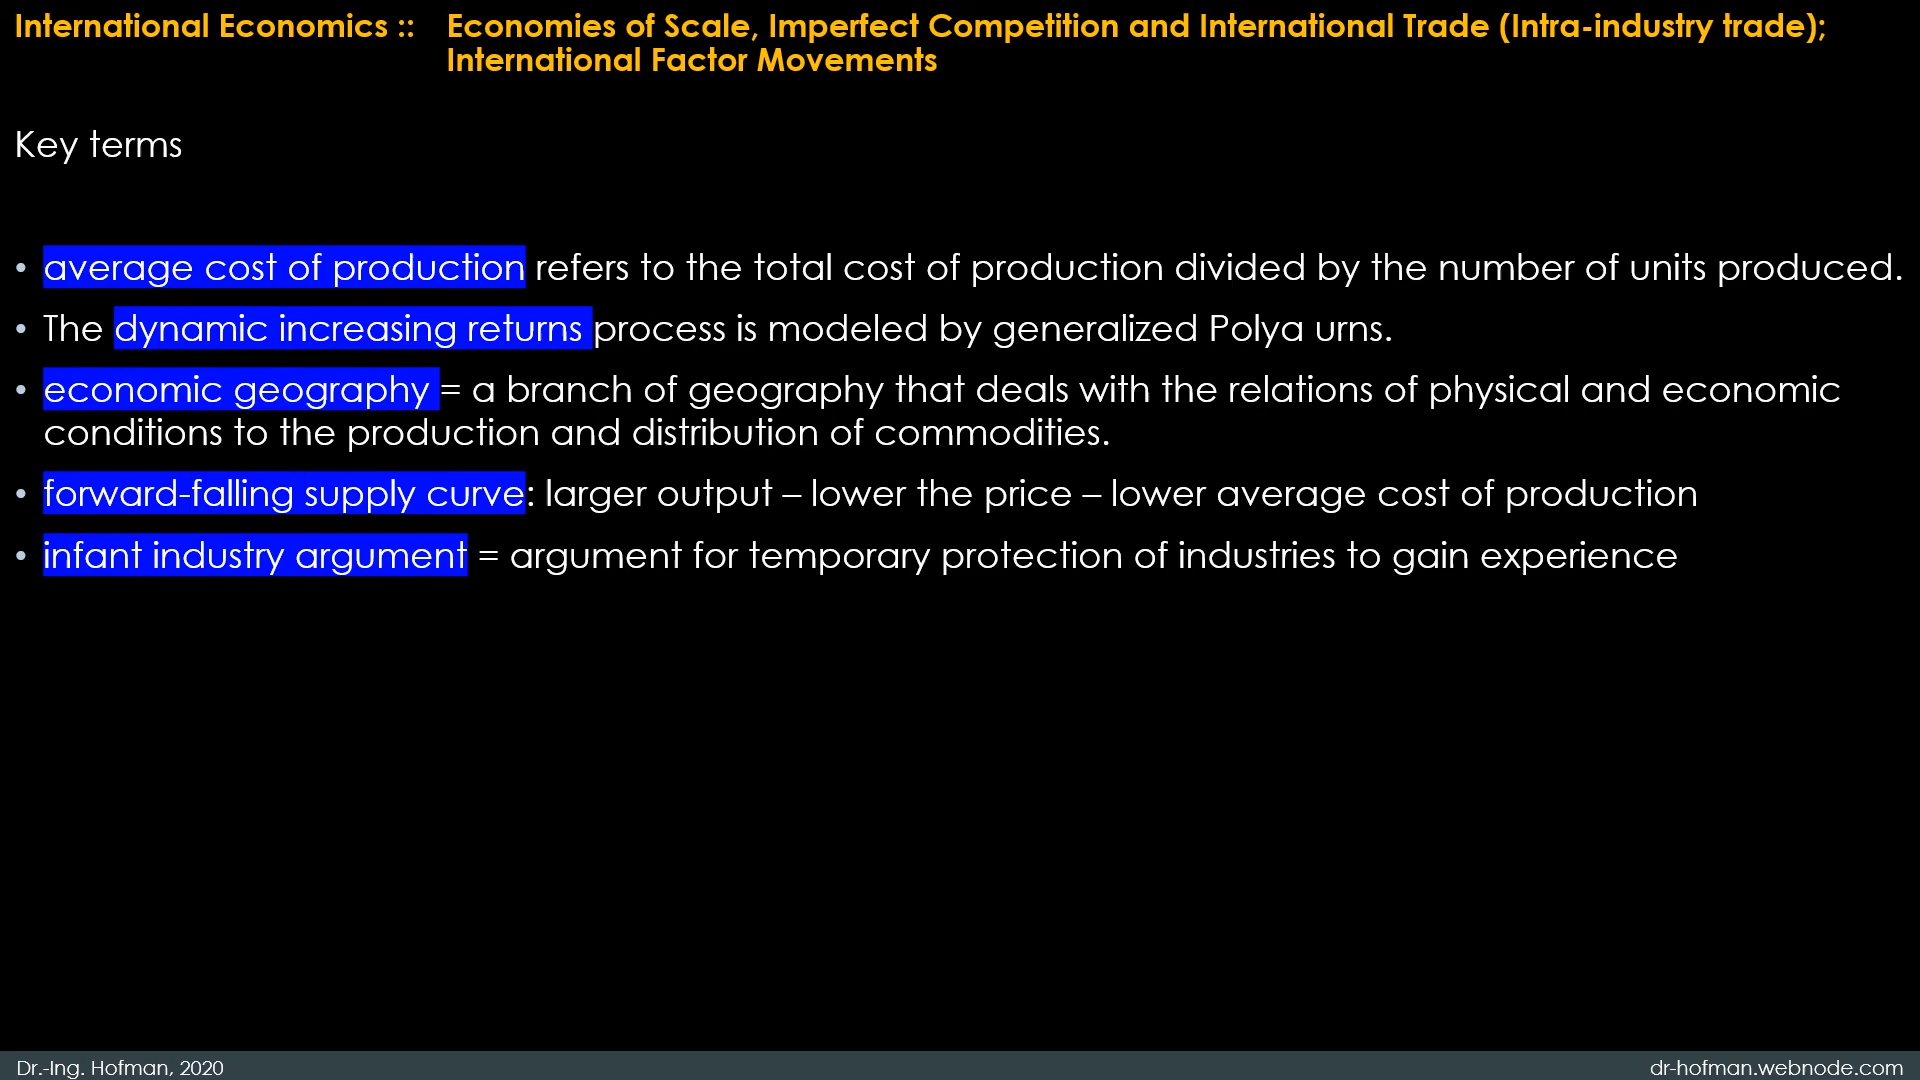 International Economics :: Economies of Scale, Imperfect Competition and International Trade (Intra-industry trade);
International Factor Movements
Key terms
• average cost of production refers to the total cost of production divided by the number of units produced.
• The dynamic increasing returns process is modeled by generalized Polya urns.
• economic geography = a branch of geography that deals with the relations of physical and economic
conditions to the production and distribution of commodities.
• forward-falling supply curve: larger output – lower the price – lower average cost of production
• infant industry argument = argument for temporary protection of industries to gain experience
Dr.-Ing. Hofman, 2020
dr-hofman.webnode.com